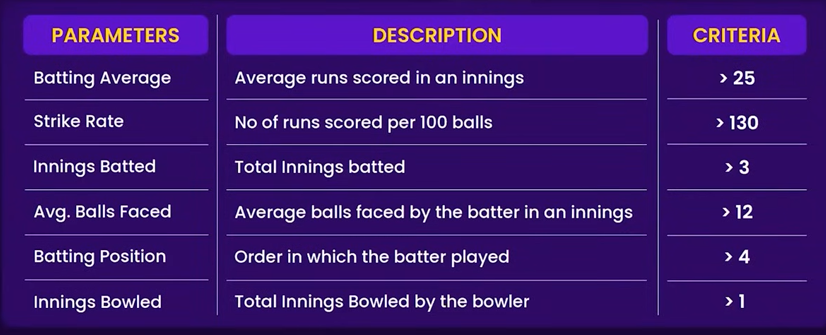 PARAMETERS DESCRIPTION CRITERIA
Batting Average Average runs scored in an innings > 25
Strike Rate No of runs scored per 100 balls > 130
Innings Batted Total Innings batted > 3
Avg. Balls Faced Average balls faced by the batter in an innings > 12
Batting Position Order in which the batter played > 4
Innings Bowled Total Innings Bowled by the bowler > 1